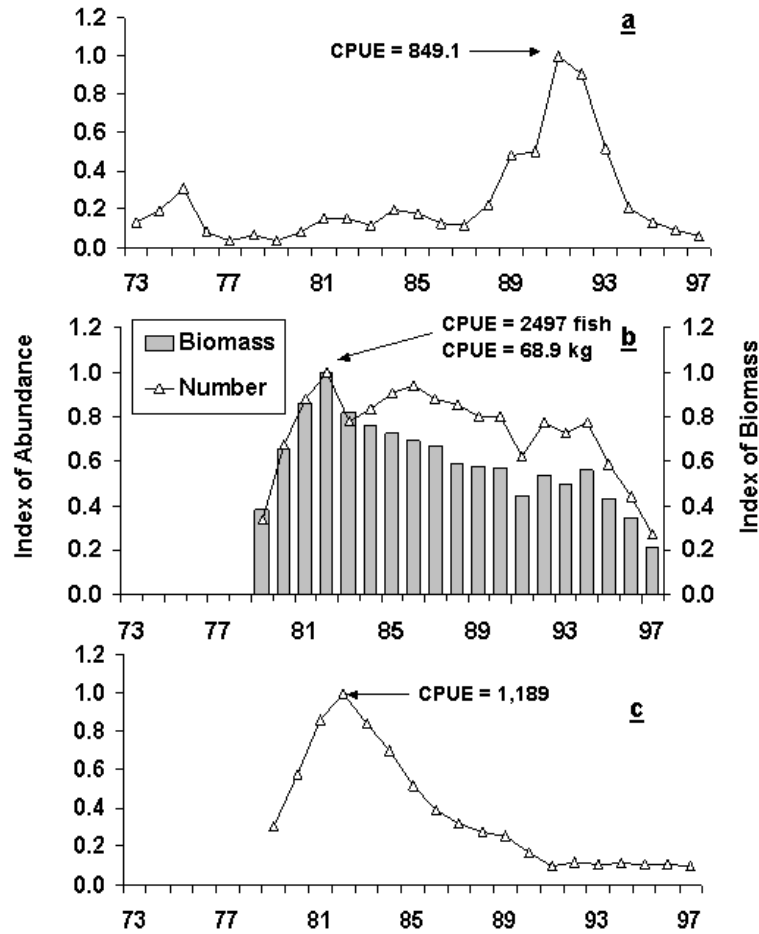 a
CPUE = 849.1
1.2
1.0
0.8
0.6
0.4
0.2
0.0
73 77 81 85 89 93 97
b
CPUE = 2497 fish
CPUE = 68.9 kg
Biomass
Number
Index of Abundance
1.2
1.0
0.8
0.6
0.4
0.2
0.0
Index of Biomass
1.2
1.0
0.8
0.6
0.4
0.2
0.0
73 77 81 85 89 93 97
c
CPUE = 1,189
1.2
1.0
0.8
0.6
0.4
0.2
0.0
73 77 81 85 89 93 97